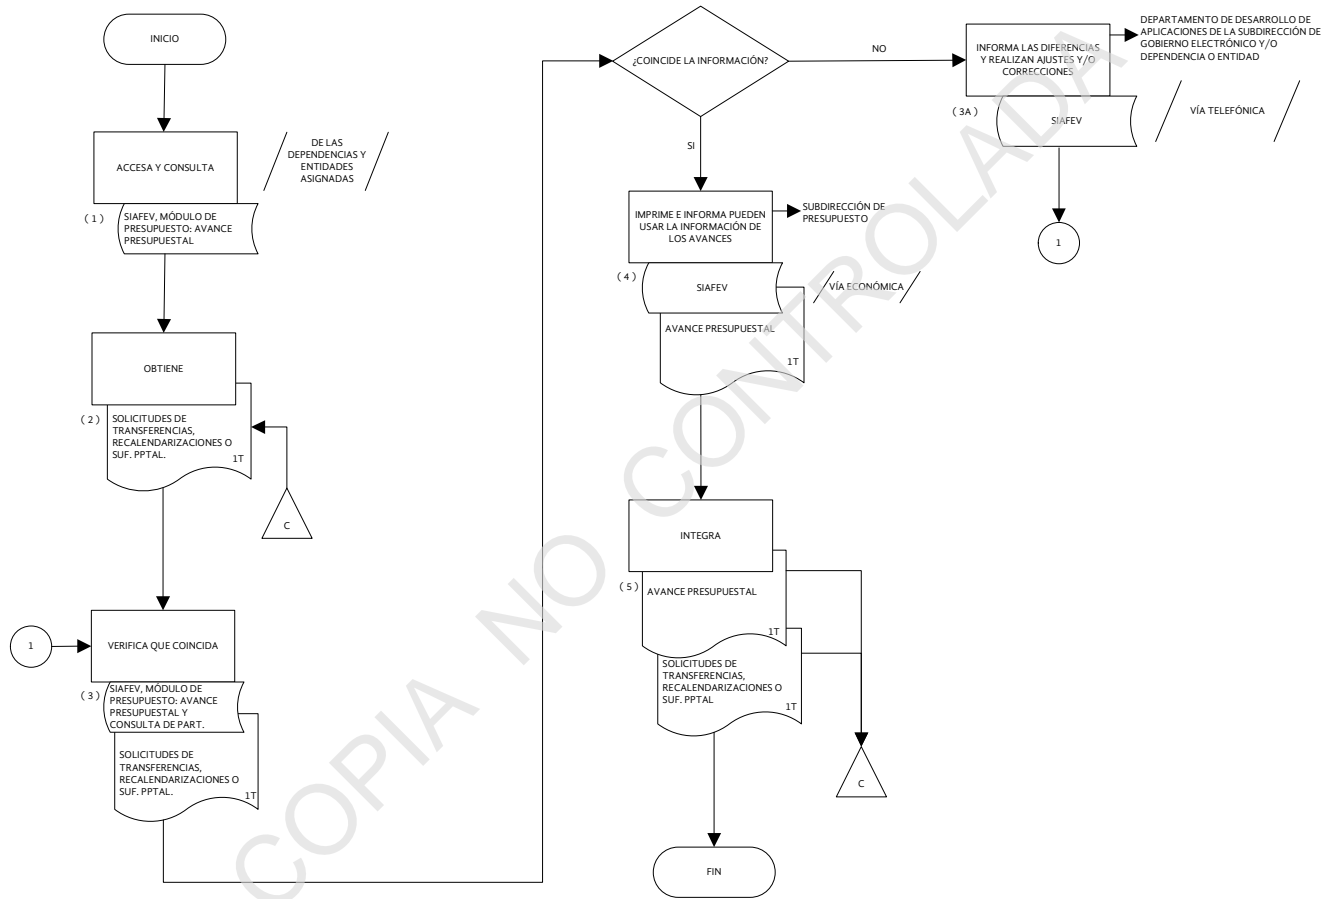 INICIO
ACCESA Y CONSULTA
DE LAS
DEPENDENCIAS Y
ENTIDADES
ASIGNADAS
( 1 )
SIAFEV, MÓDULO DE
PRESUPUESTO: AVANCE
PRESUPUESTAL
OBTIENE
( 2 )
SOLICITUDES DE
TRANSFERENCIAS,
RECALENDARIZACIONES O
SUF. PPTAL.
1T
C
1
VERIFICA QUE COINCIDA
( 3 )
SIAFEV, MÓDULO DE
PRESUPUESTO: AVANCE
PRESUPUESTAL Y
CONSULTA DE PART.
SOLICITUDES DE
TRANSFERENCIAS,
RECALENDARIZACIONES O
SUF. PPTAL.
1T
¿COINCIDE LA INFORMACIÓN?
NO
SI
INFORMA LAS DIFERENCIAS
Y REALIZAN AJUSTES Y/O
CORRECCIONES
DEPARTAMENTO DE DESARROLLO DE
APLICACIONES DE LA SUBDIRECCIÓN DE
GOBIERNO ELECTRÓNICO Y/O
DEPENDENCIA O ENTIDAD
( 3A )
SIAFEV
VÍA TELEFÓNICA
1
IMPRIME E INFORMA PUEDEN
USAR LA INFORMACIÓN DE
LOS AVANCES
SUBDIRECCIÓN DE
PRESUPUESTO
( 4 )
SIAFEV
VÍA ECONÓMICA
AVANCE PRESUPUESTAL
1T
INTEGRA
( 5 )
AVANCE PRESUPUESTAL
1T
SOLICITUDES DE
TRANSFERENCIAS,
RECALENDARIZACIONES O
SUF. PPTAL
1T
C
FIN
COPIA NO CONTROLADA